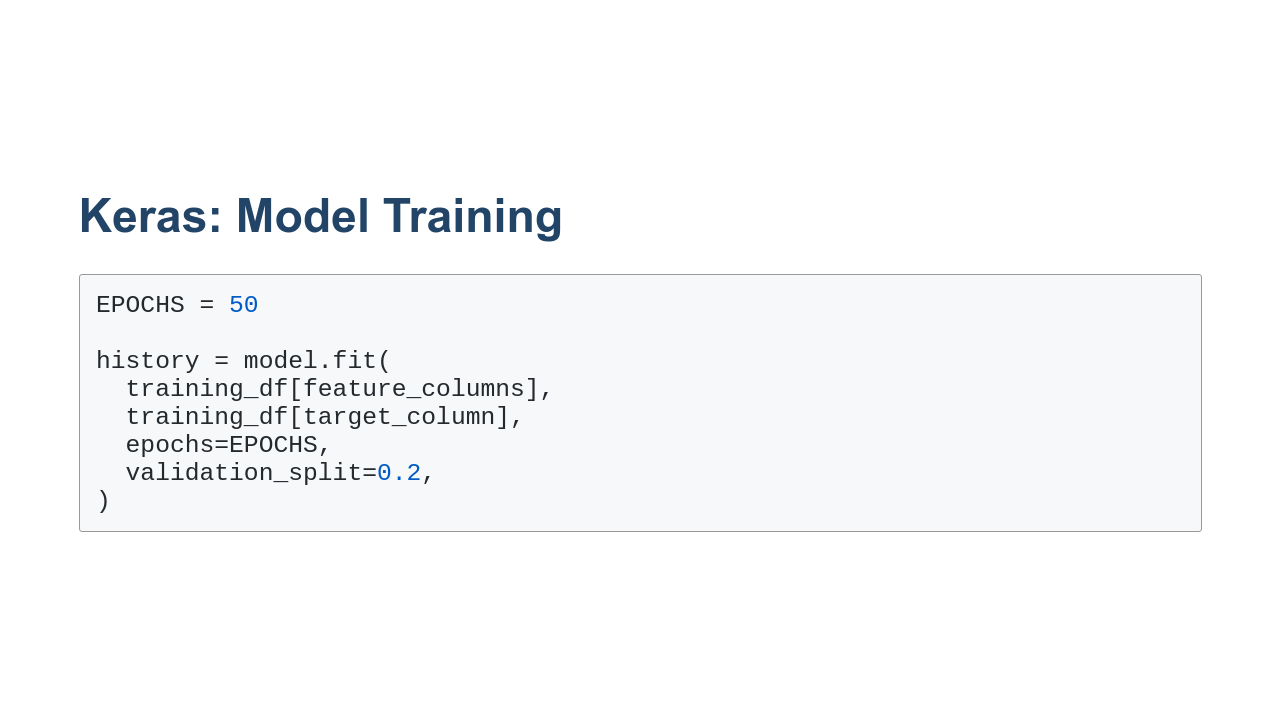 Keras: Model Training
EPOCHS = 50
history = model.fit(
  training_df[feature_columns],
  training_df[target_column],
  epochs=EPOCHS,
  validation_split=0.2,
)